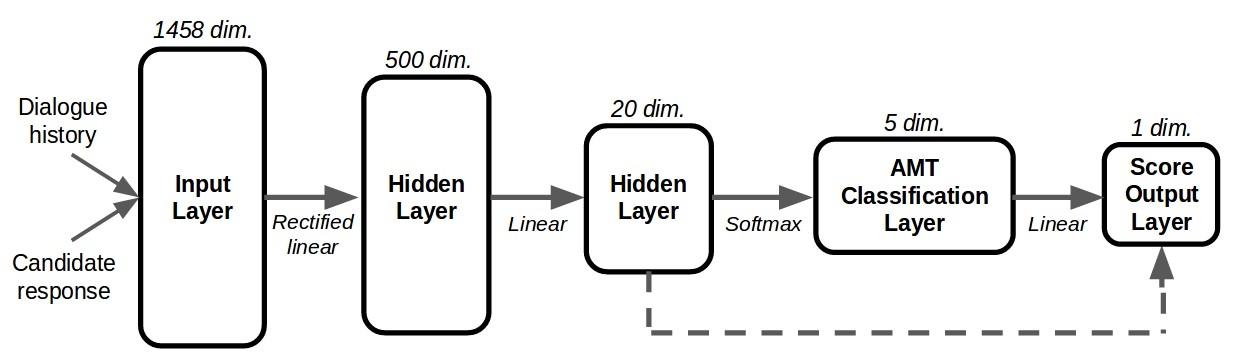 1458 dim.
500 dim.
20 dim.
5 dim.
1 dim.
Dialogue
history
Candidate
response
Input
Layer
Rectified
linear
Hidden
Layer
Linear
Hidden
Layer
Softmax
AMT
Classification
Layer
Linear
Score
Output
Layer